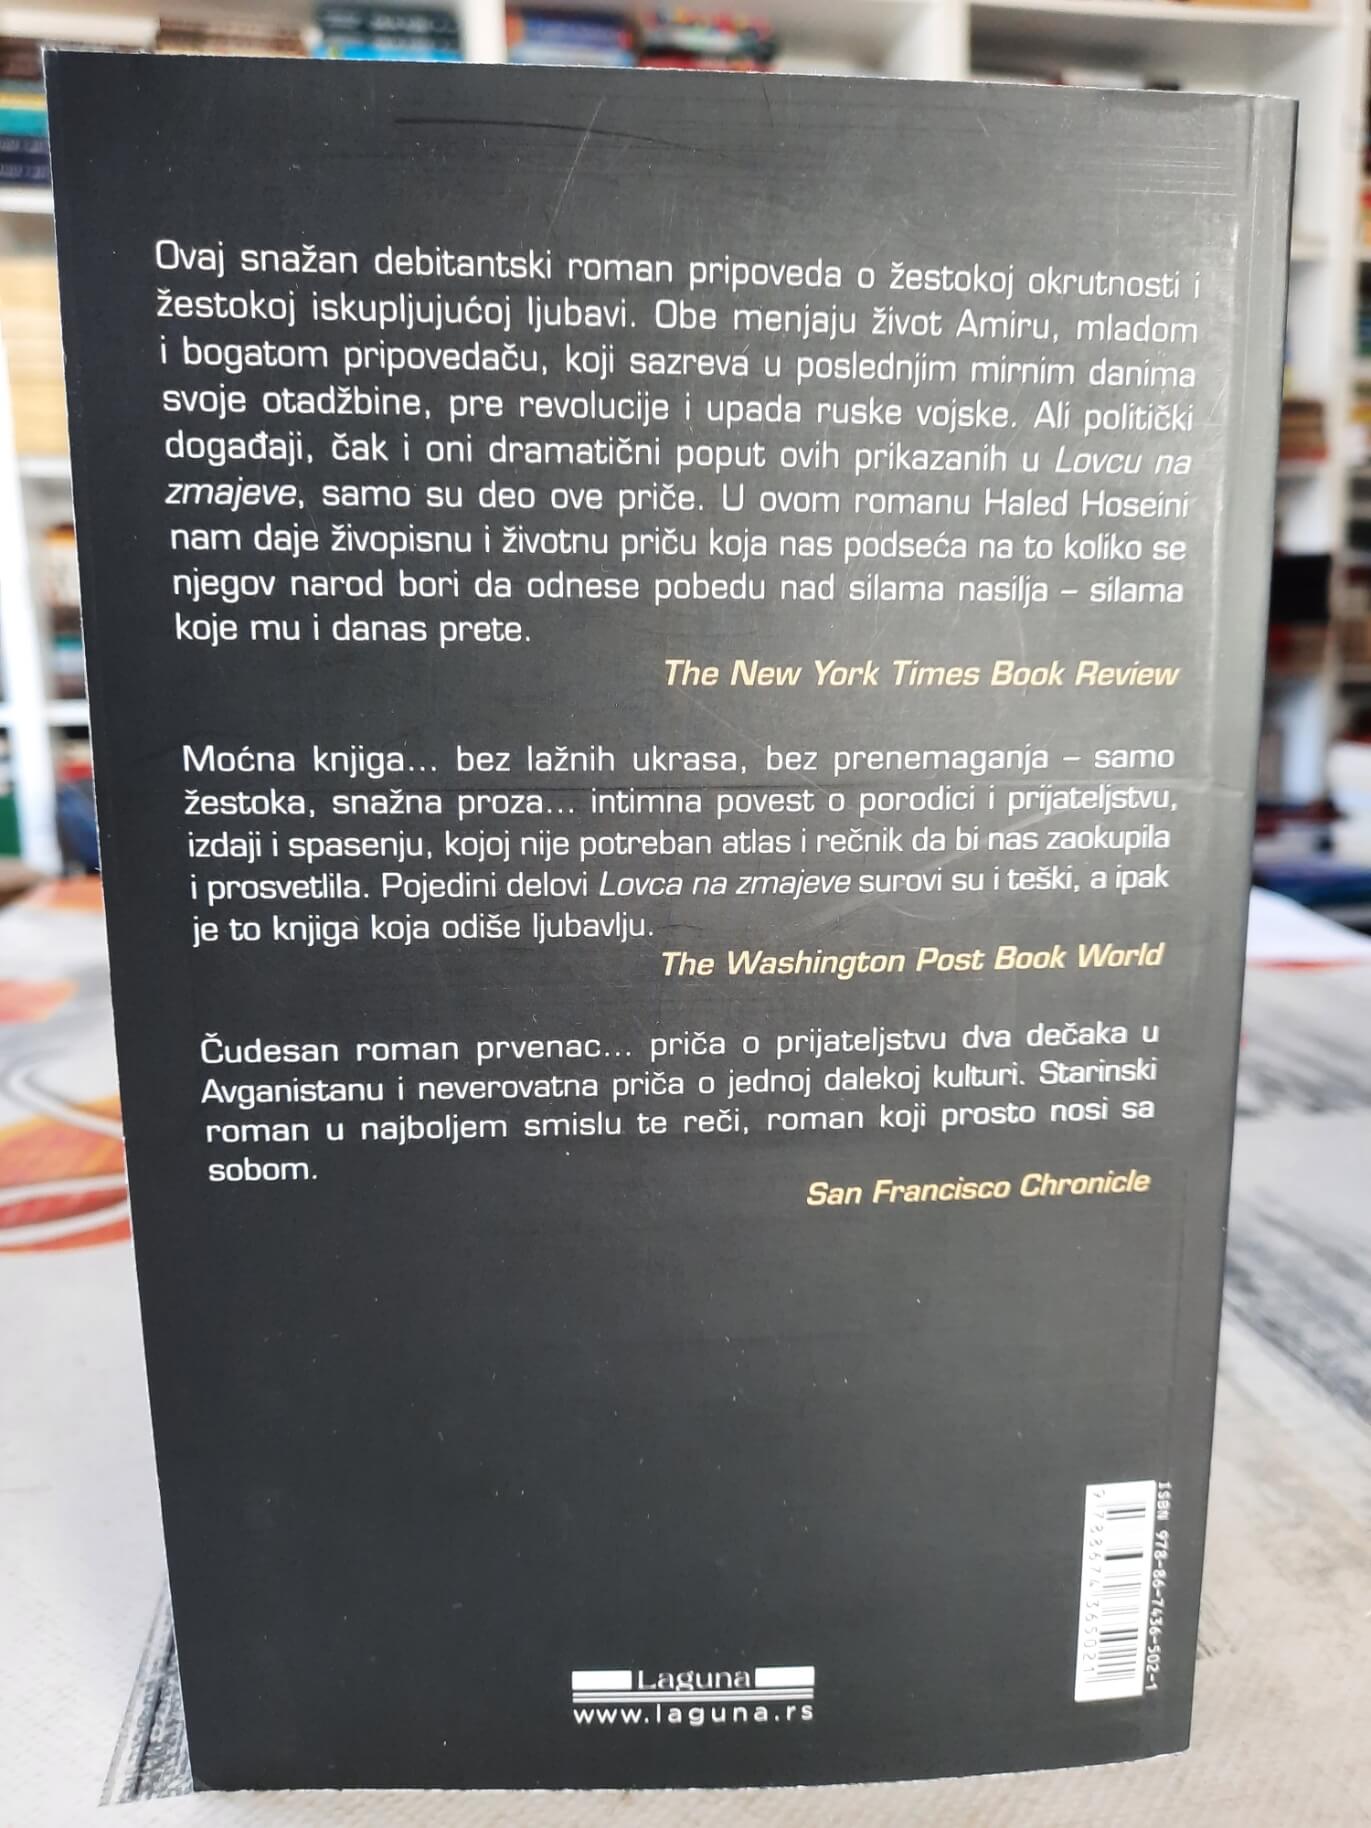 Ovaj snažan debitantski roman pripoveda o žestokoj okrutnosti i
žestokoj iskupljujućoj ljubavi. Obe menjaju život Amiru, mladom
i bogatom pripovedaču, koji sazreva u poslednjim mirnim danima
svoje otadžbine, pre revolucije i upada ruske vojske. Ali politički
događaji, čak i oni dramatični poput ovih prikazanih u Lovcu na
zmajeve, samo su deo ove priče. U ovom romanu Haled Hoseini
nam daje živopisnu i životnu priču koja nas podseća na to koliko se
njegov narod bori da odnese pobedu nad silama nasilja – silama
koje mu i danas prete.
The New York Times Book Review
Moćna knjiga... bez lažnih ukrasa, bez prenemaganja – samo
žestoka, snažna proza... intimna povest o porodici i prijateljstvu,
izdaji i spasenju, kojoj nije potreban atlas i rečnik da bi nas zaokupila
i prosvetlila. Pojedini delovi Lovca na zmajeve surovi su i teški, a ipak
je to knjiga koja odiše ljubavlju.
The Washington Post Book World
Čudesan roman prvenac... priča o prijateljstvu dva dečaka u
Avganistanu i neverovatna priča o jednoj dalekoj kulturi. Starinski
roman u najboljem smislu te reči, roman koji prosto nosi sa
sobom.
San Francisco Chronicle
ISBN 978-86-7436-502-1
9788674365021
Laguna
www.laguna.rs